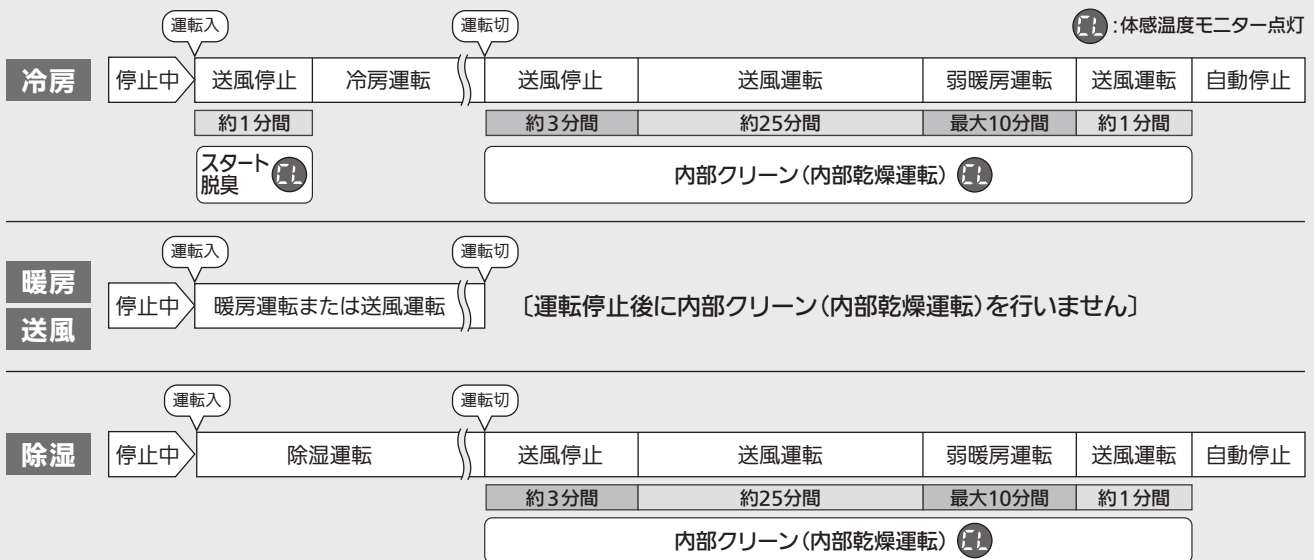 運転入 運転切 CL:体感温度モニター点灯
冷房 停止中 送風停止 冷房運転 送風停止 送風運転 弱暖房運転 送風運転 自動停止
約1分間 約3分間 約25分間 最大10分間 約1分間
スタート
脱臭 CL 内部クリーン(内部乾燥運転) CL
運転入 運転切
暖房
停止中 暖房運転または送風運転 〔運転停止後に内部クリーン(内部乾燥運転)を行いません〕
送風
運転入 運転切
除湿 停止中 除湿運転 送風停止 送風運転 弱暖房運転 送風運転 自動停止
約3分間 約25分間 最大10分間 約1分間
内部クリーン(内部乾燥運転) CL